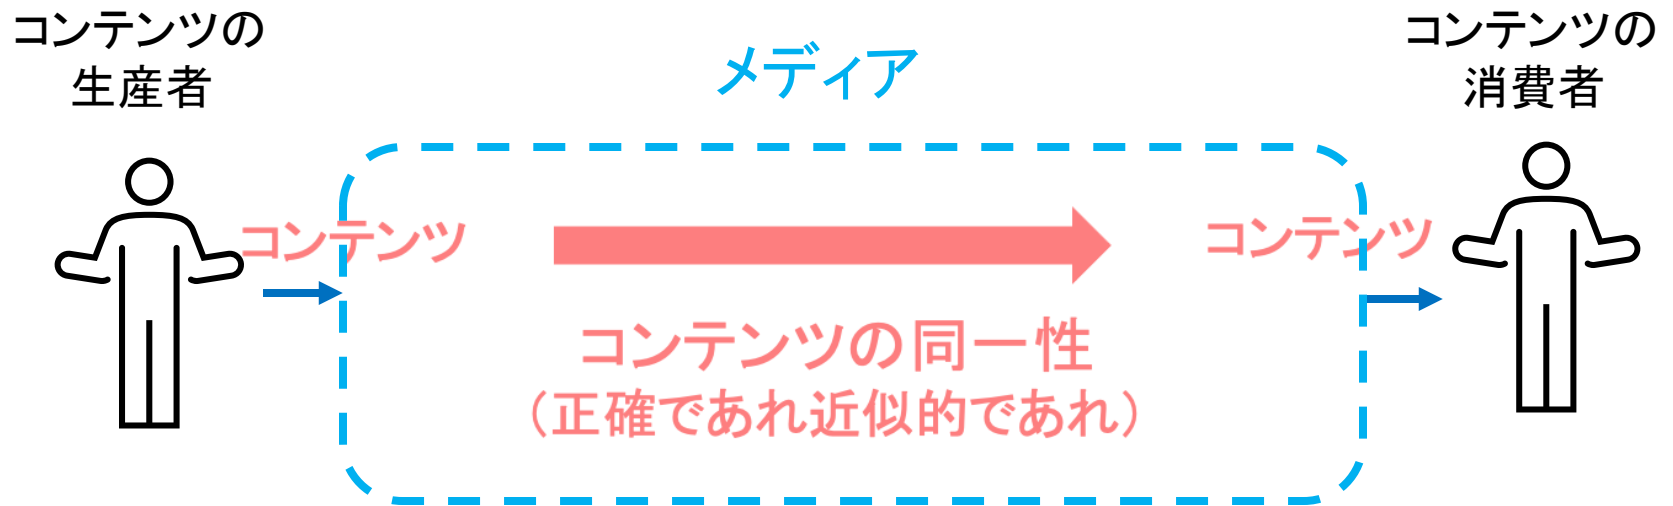 コンテンツの
生産者
メディア
コンテンツの
消費者
コンテンツ
コンテンツ
コンテンツの同一性
（正確であれ近似的であれ）